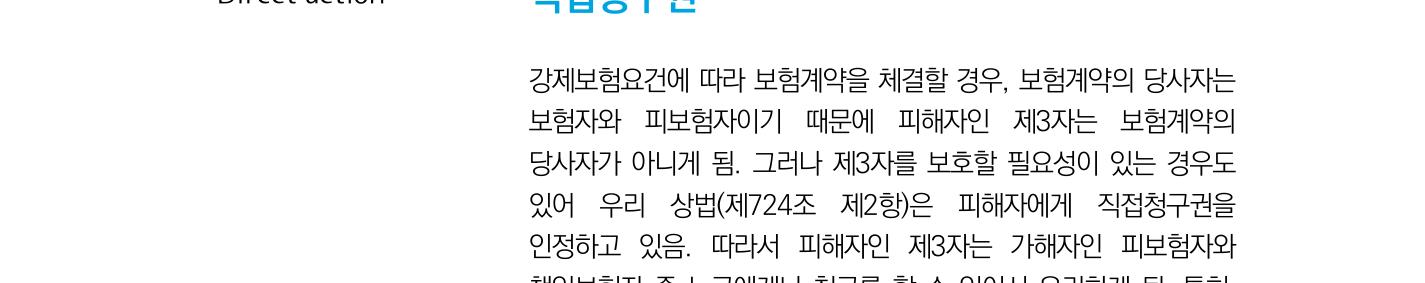 Direct action
직접청구권
강제보험요건에 따라 보험계약을 체결할 경우, 보험계약의 당사자는
보험자와 피보험자이기 때문에 피해자인 제3자는 보험계약의
당사자가 아니게 됨. 그러나 제3자를 보호할 필요성이 있는 경우도
있어 우리 상법(제724조 제2항)은 피해자에게 직접청구권을
인정하고 있음. 따라서 피해자인 제3자는 가해자인 피보험자와